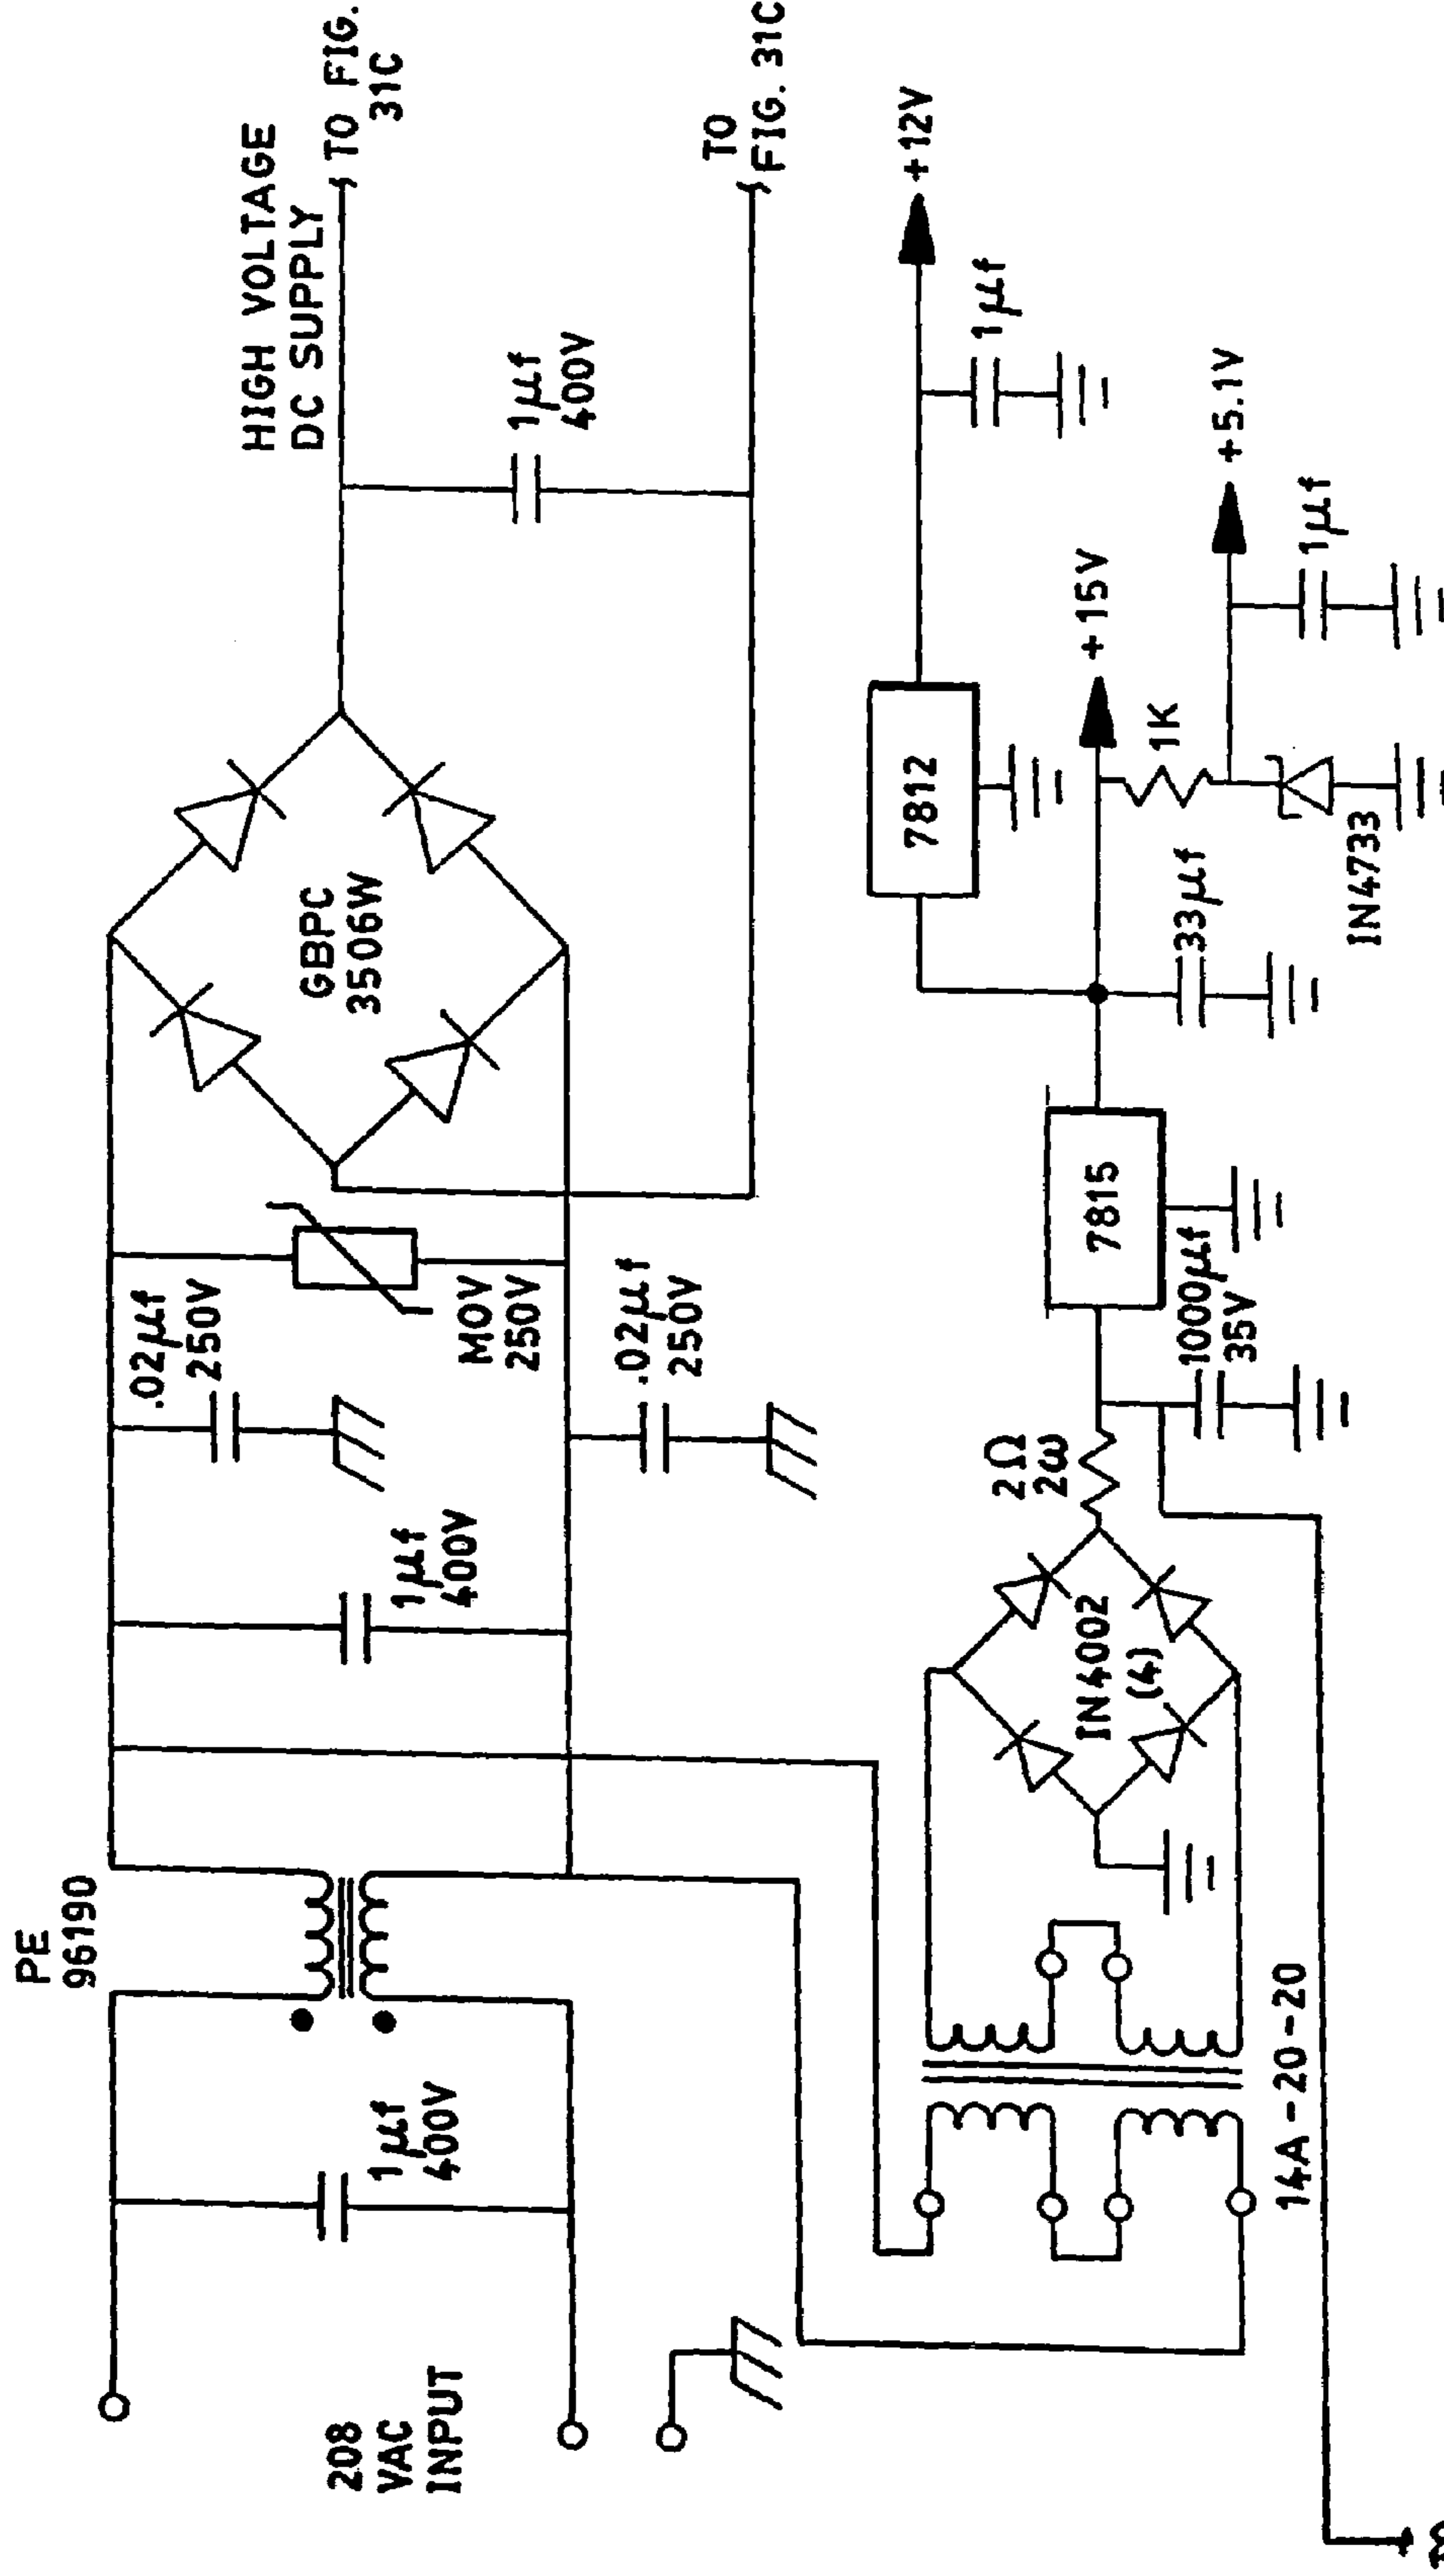 PE
96190
208
VAC
INPUT
1µf
400V
1µf
400V
.02µf
250V
MOV
250V
.02µf
250V
GBPC
3506W
HIGH VOLTAGE
DC SUPPLY
TO FIG.
31C
1µf
400V
TO
FIG. 31C
14A-20-20
IN4002
(4)
2Ω
2ω
1000µf
35V
7815
33µf
7812
+12V
1µf
+15V
1K
IN4733
+5.1V
1µf